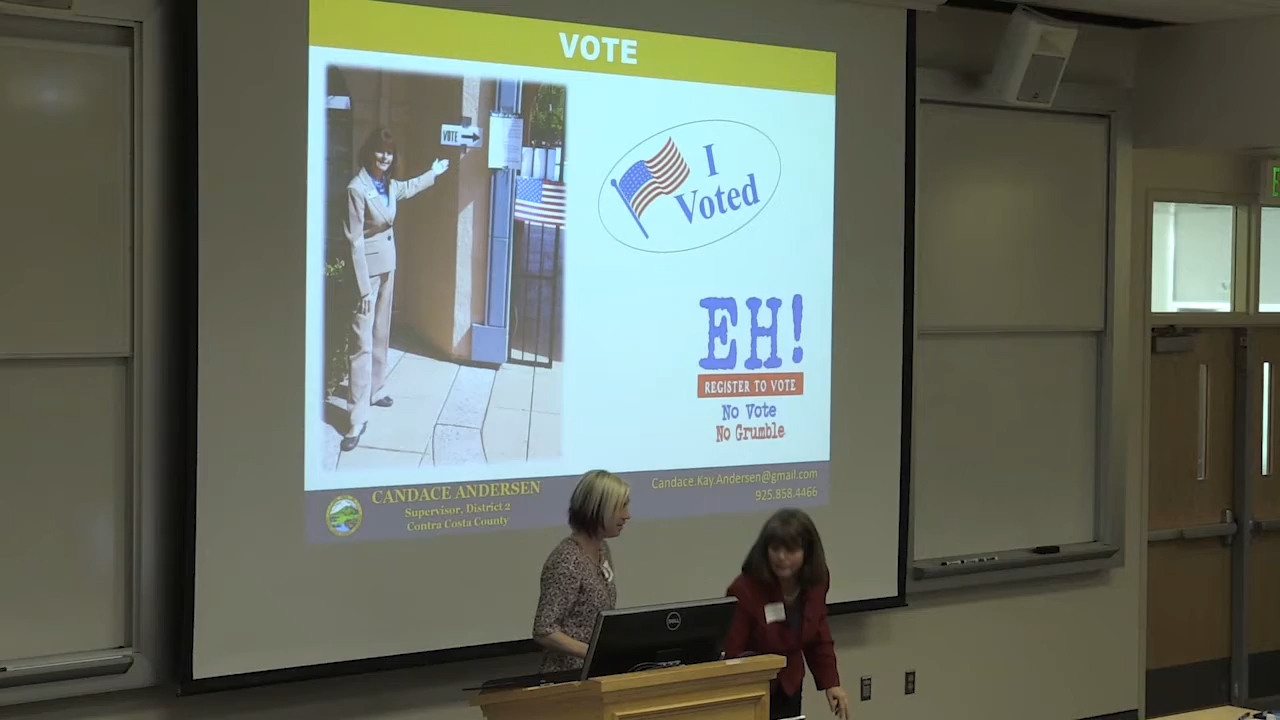 VOTE
VOTE
I
Voted
EH!
REGISTER TO VOTE
No Vote
No Grumble
CANDACE ANDERSEN
Supervisor, District 2
Contra Costa County
Candace.Kay.Andersen@gmail.com
925.858.4466
DELL